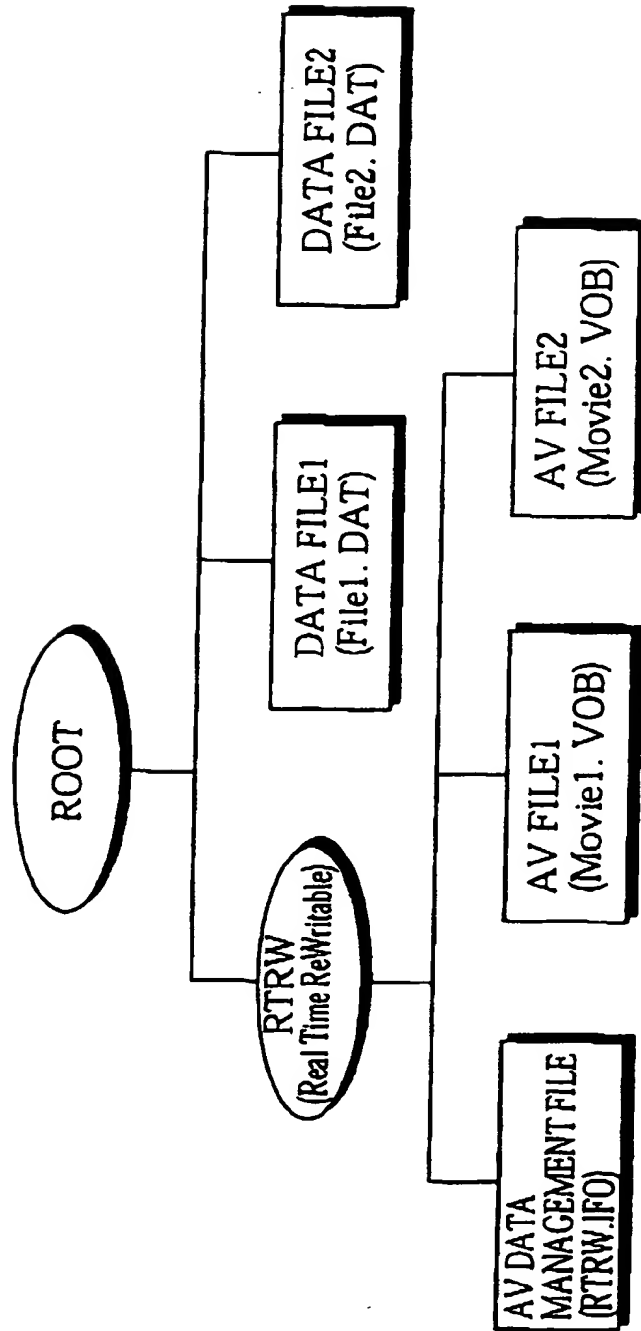 ROOT
RTRW
(Real Time ReWritable)
DATA FILE1
(File1. DAT)
DATA FILE2
(File2. DAT)
AV DATA
MANAGEMENT FILE
(RTRW.IFO)
AV FILE1
(Movie1. VOB)
AV FILE2
(Movie2. VOB)